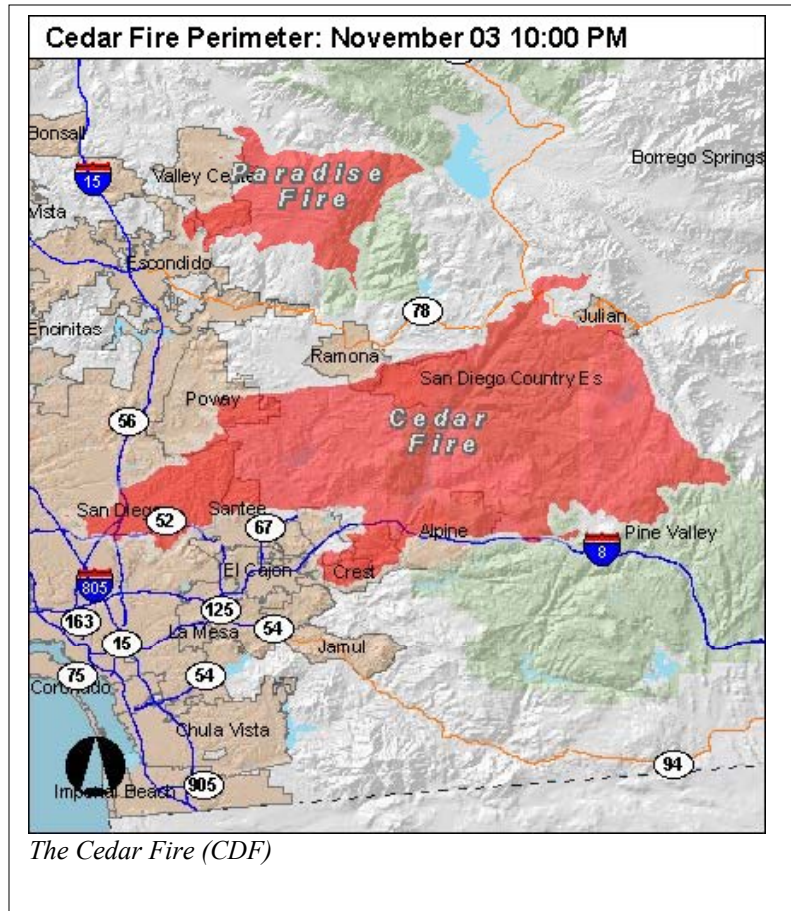 Cedar Fire Perimeter: November 03 10:00 PM
Bonsall
Borrego Springs
15
Valley Cen
Paradise
Fire
Vista
Escondido
78
Julian
Encinitas
Ramona
San Diego Country E s
Poway
Cedar
Fire
56
San Diego
52
Santee
67
Alpine
Pine Valley
8
El Cajon
Crest
805
125
163
La Mesa
54
15
Jamul
75
54
Coronado
Chula Vista
94
905
Imperial Beach
The Cedar Fire (CDF)